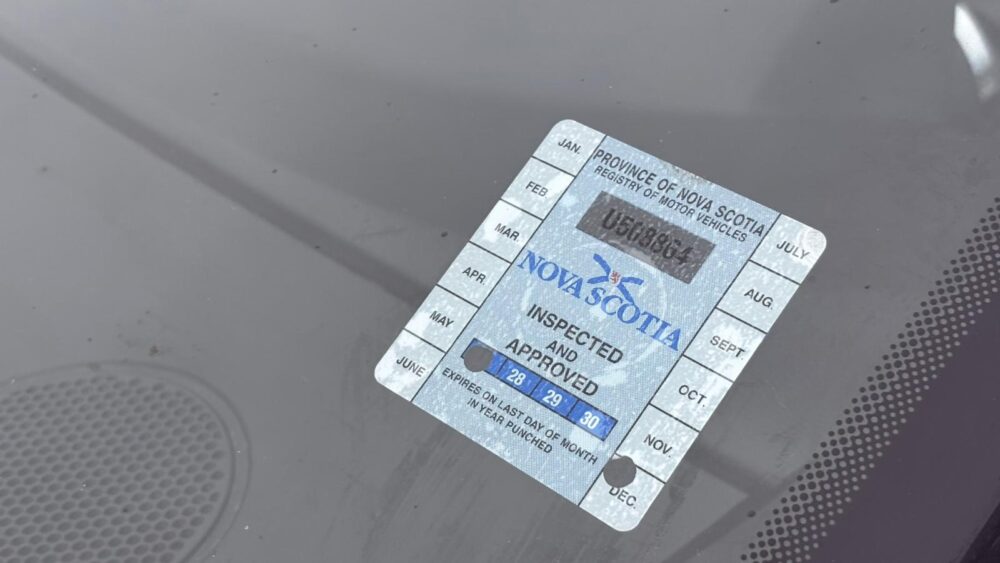 JAN.
FEB.
MAR.
APR.
MAY
JUNE
PROVINCE OF NOVA SCOTIA
REGISTRY OF MOTOR VEHICLES
U508864
NOVA SCOTIA
INSPECTED
AND
APPROVED
28 29 30
EXPIRES ON LAST DAY OF MONTH
IN YEAR PUNCHED
JULY
AUG.
SEPT.
OCT.
NOV.
DEC.